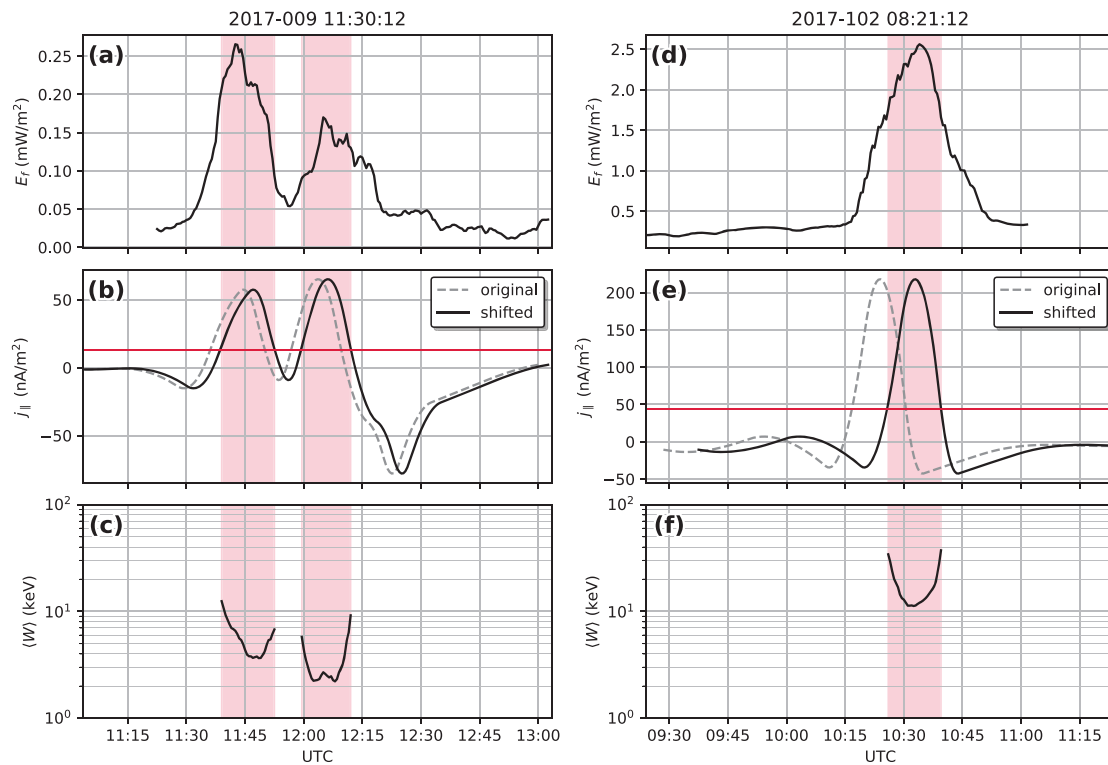 2017-009 11:30:12
2017-102 08:21:12
(a)
0.25
0.20
0.15
0.10
0.05
0.00
E_f (mW/m²)
(d)
2.5
2.0
1.5
1.0
0.5
E_f (mW/m²)
(b)
original
shifted
50
0
−50
j_∥ (nA/m²)
(e)
original
shifted
200
150
100
50
0
−50
j_∥ (nA/m²)
(c)
10²
10¹
10⁰
⟨W⟩ (keV)
11:15 11:30 11:45 12:00 12:15 12:30 12:45 13:00
UTC
(f)
10²
10¹
10⁰
⟨W⟩ (keV)
09:30 09:45 10:00 10:15 10:30 10:45 11:00 11:15
UTC